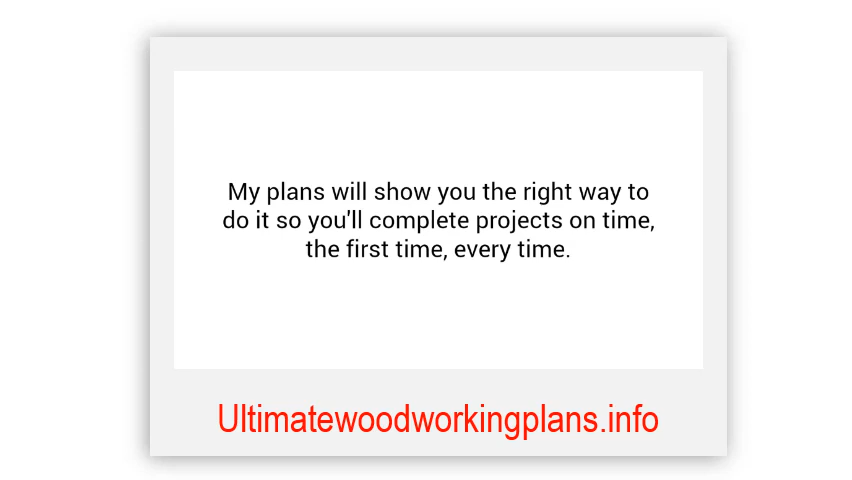 My plans will show you the right way to
do it so you'll complete projects on time,
the first time, every time.
Ultimatewoodworkingplans.info